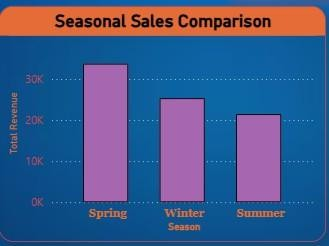 Seasonal Sales Comparison
Total Revenue
30K
20K
10K
0K
Spring Winter Summer
Season